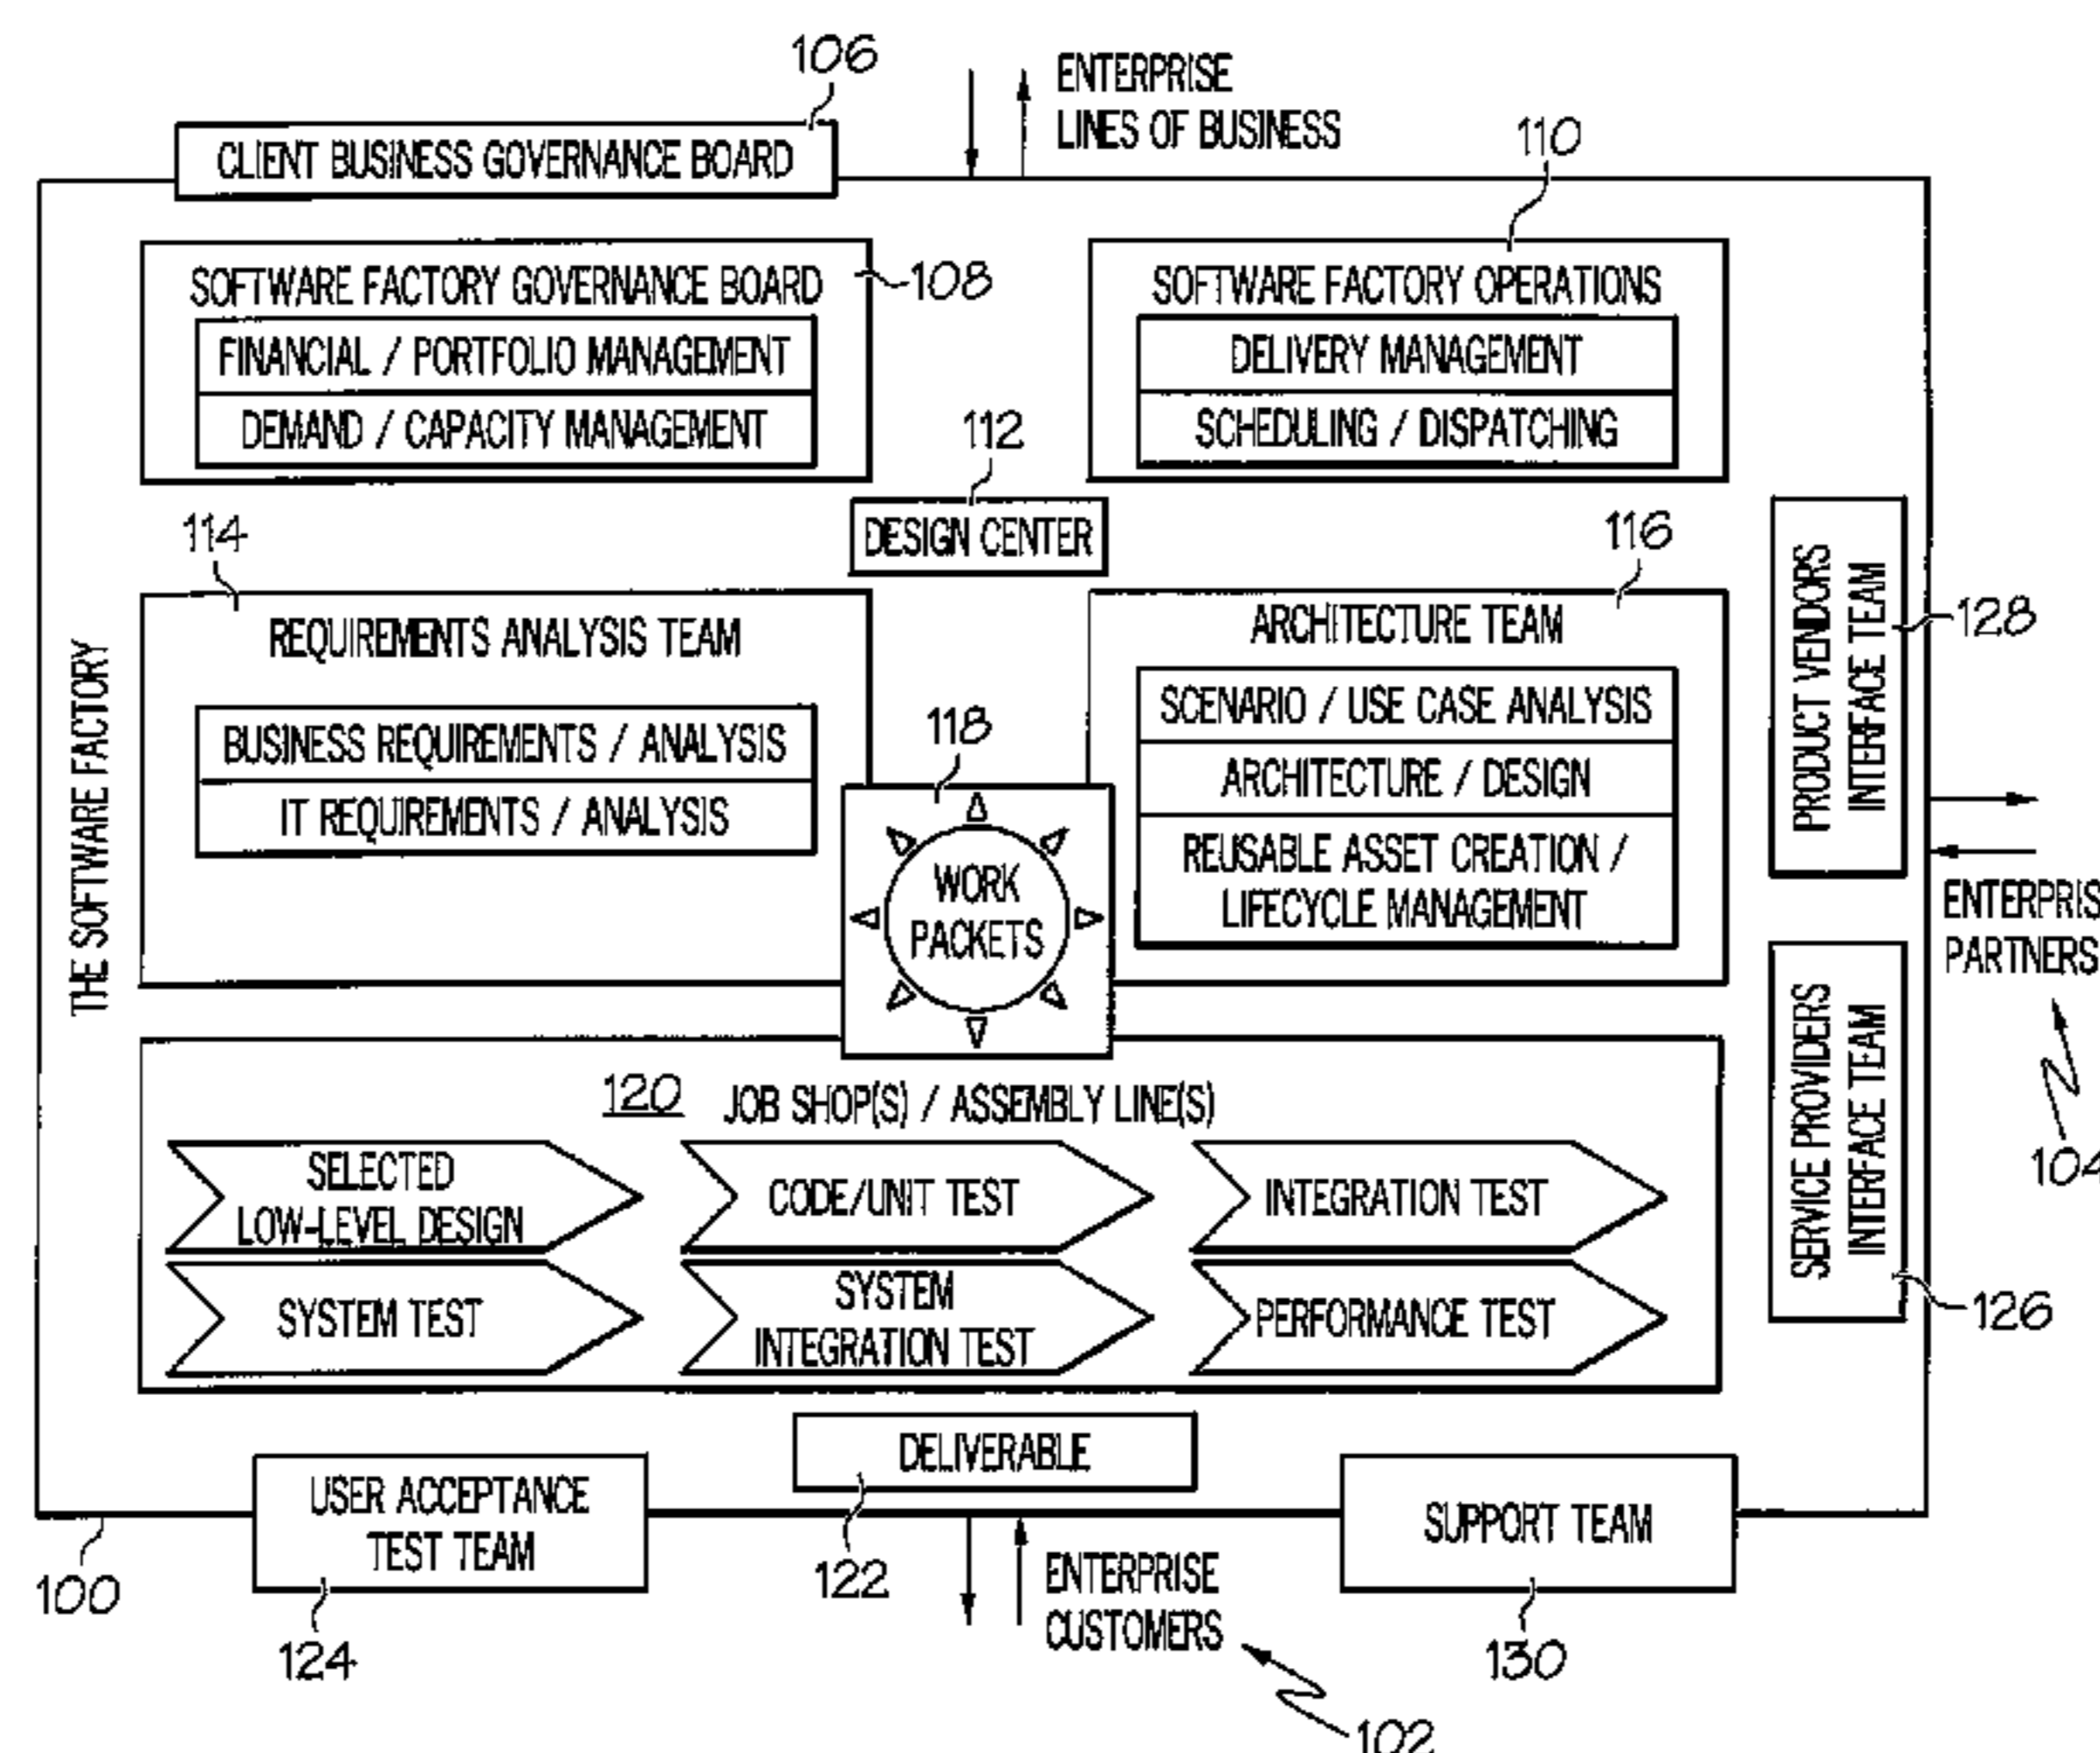 106
ENTERPRISE
LINES OF BUSINESS
CLIENT BUSINESS GOVERNANCE BOARD
110
SOFTWARE FACTORY GOVERNANCE BOARD
108
FINANCIAL / PORTFOLIO MANAGEMENT
DEMAND / CAPACITY MANAGEMENT
SOFTWARE FACTORY OPERATIONS
DELIVERY MANAGEMENT
SCHEDULING / DISPATCHING
112
DESIGN CENTER
114
REQUIREMENTS ANALYSIS TEAM
BUSINESS REQUIREMENTS / ANALYSIS
IT REQUIREMENTS / ANALYSIS
116
ARCHITECTURE TEAM
SCENARIO / USE CASE ANALYSIS
ARCHITECTURE / DESIGN
REUSABLE ASSET CREATION /
LIFECYCLE MANAGEMENT
118
WORK
PACKETS
THE SOFTWARE FACTORY
PRODUCT VENDORS
INTERFACE TEAM
128
ENTERPRIS
PARTNERS
104
SERVICE PROVIDERS
INTERFACE TEAM
126
120
JOB SHOP(S) / ASSEMBLY LINE(S)
SELECTED
LOW-LEVEL DESIGN
CODE/UNIT TEST
INTEGRATION TEST
SYSTEM TEST
SYSTEM
INTEGRATION TEST
PERFORMANCE TEST
DELIVERABLE
122
USER ACCEPTANCE
TEST TEAM
124
100
SUPPORT TEAM
130
ENTERPRISE
CUSTOMERS
102